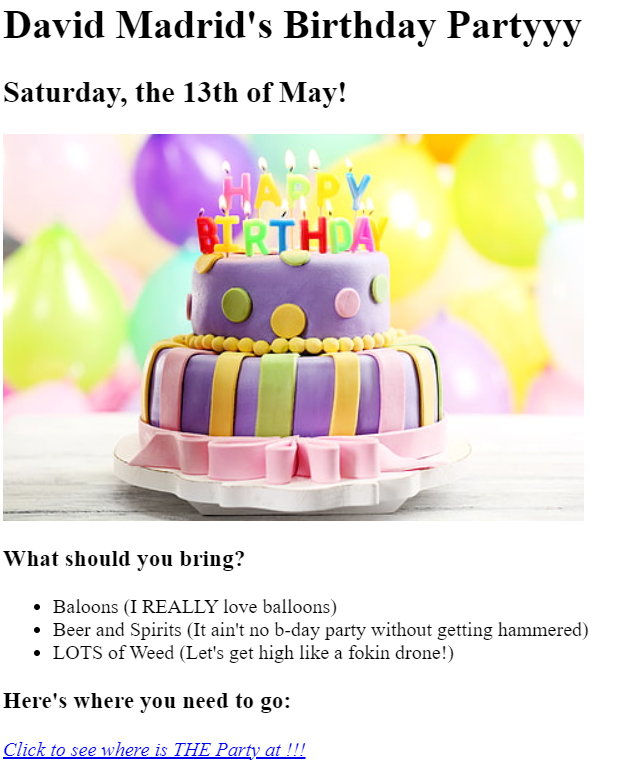 David Madrid's Birthday Partyyy
Saturday, the 13th of May!
HAPPY
BIRTHDAY
What should you bring?
• Baloons (I REALLY love balloons)
• Beer and Spirits (It ain't no b-day party without getting hammered)
• LOTS of Weed (Let's get high like a fokin drone!)
Here's where you need to go:
Click to see where is THE Party at !!!